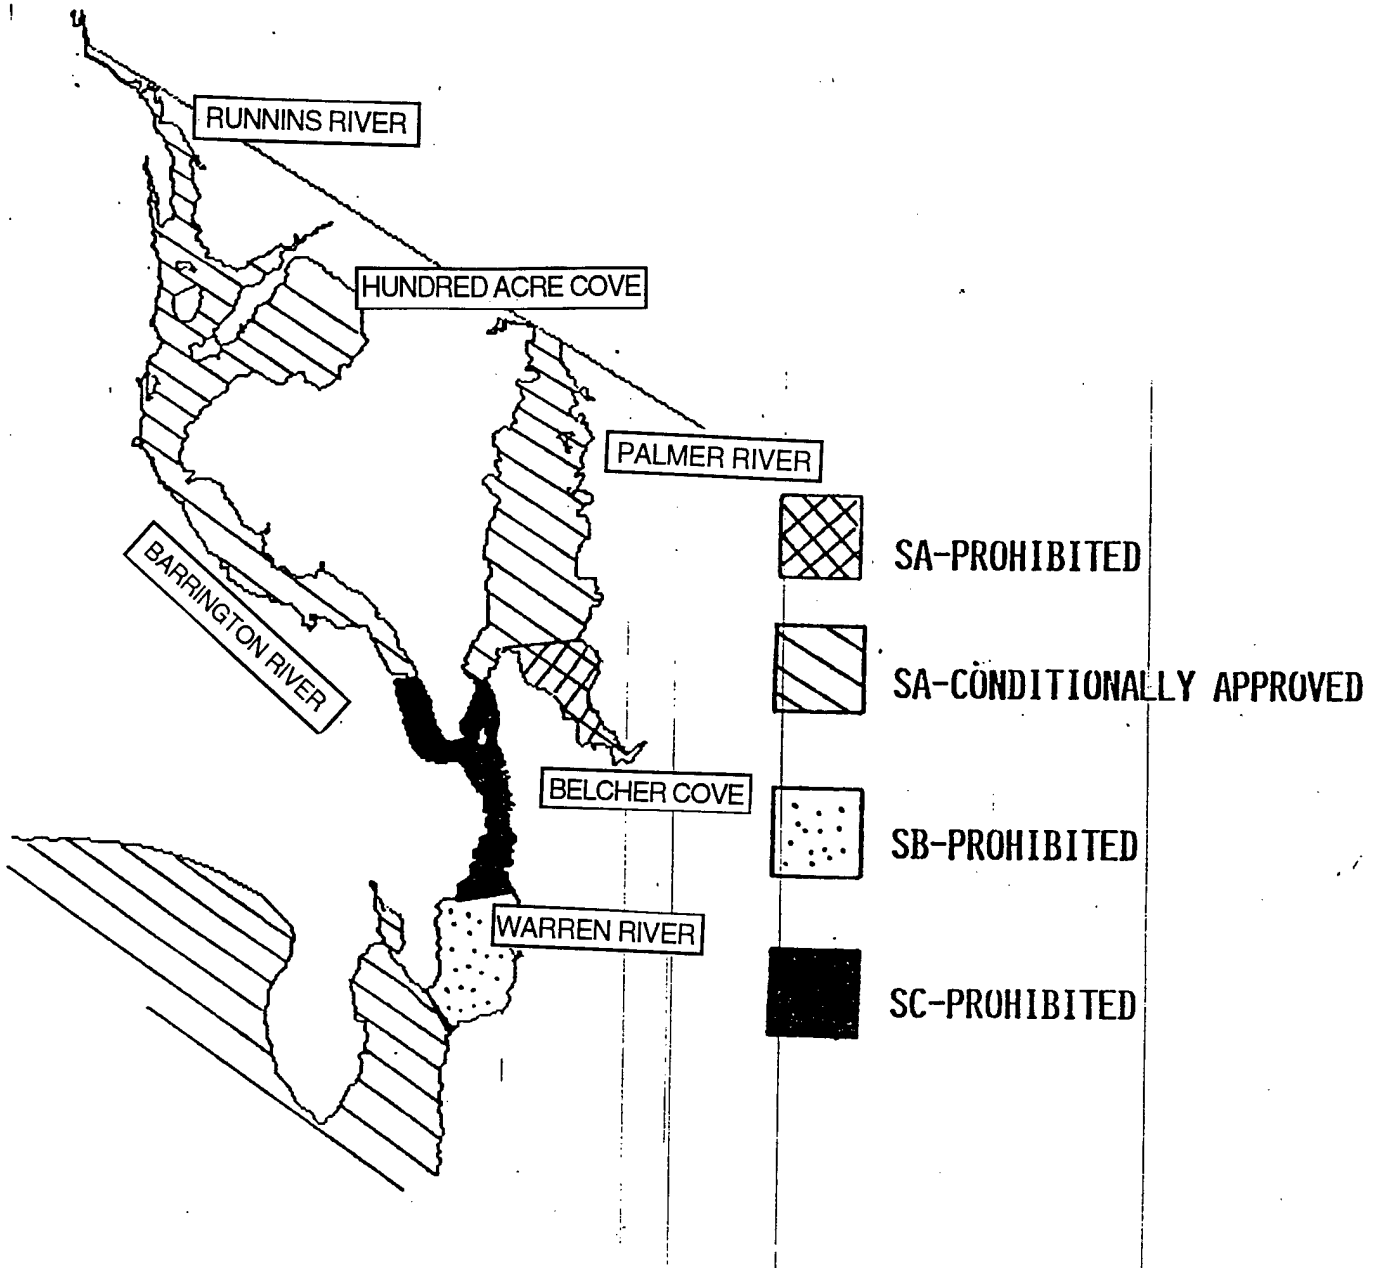 RUNNINS RIVER
HUNDRED ACRE COVE
PALMER RIVER
BARRINGTON RIVER
SA-PROHIBITED
SA-CONDITIONALLY APPROVED
BELCHER COVE
SB-PROHIBITED
WARREN RIVER
SC-PROHIBITED